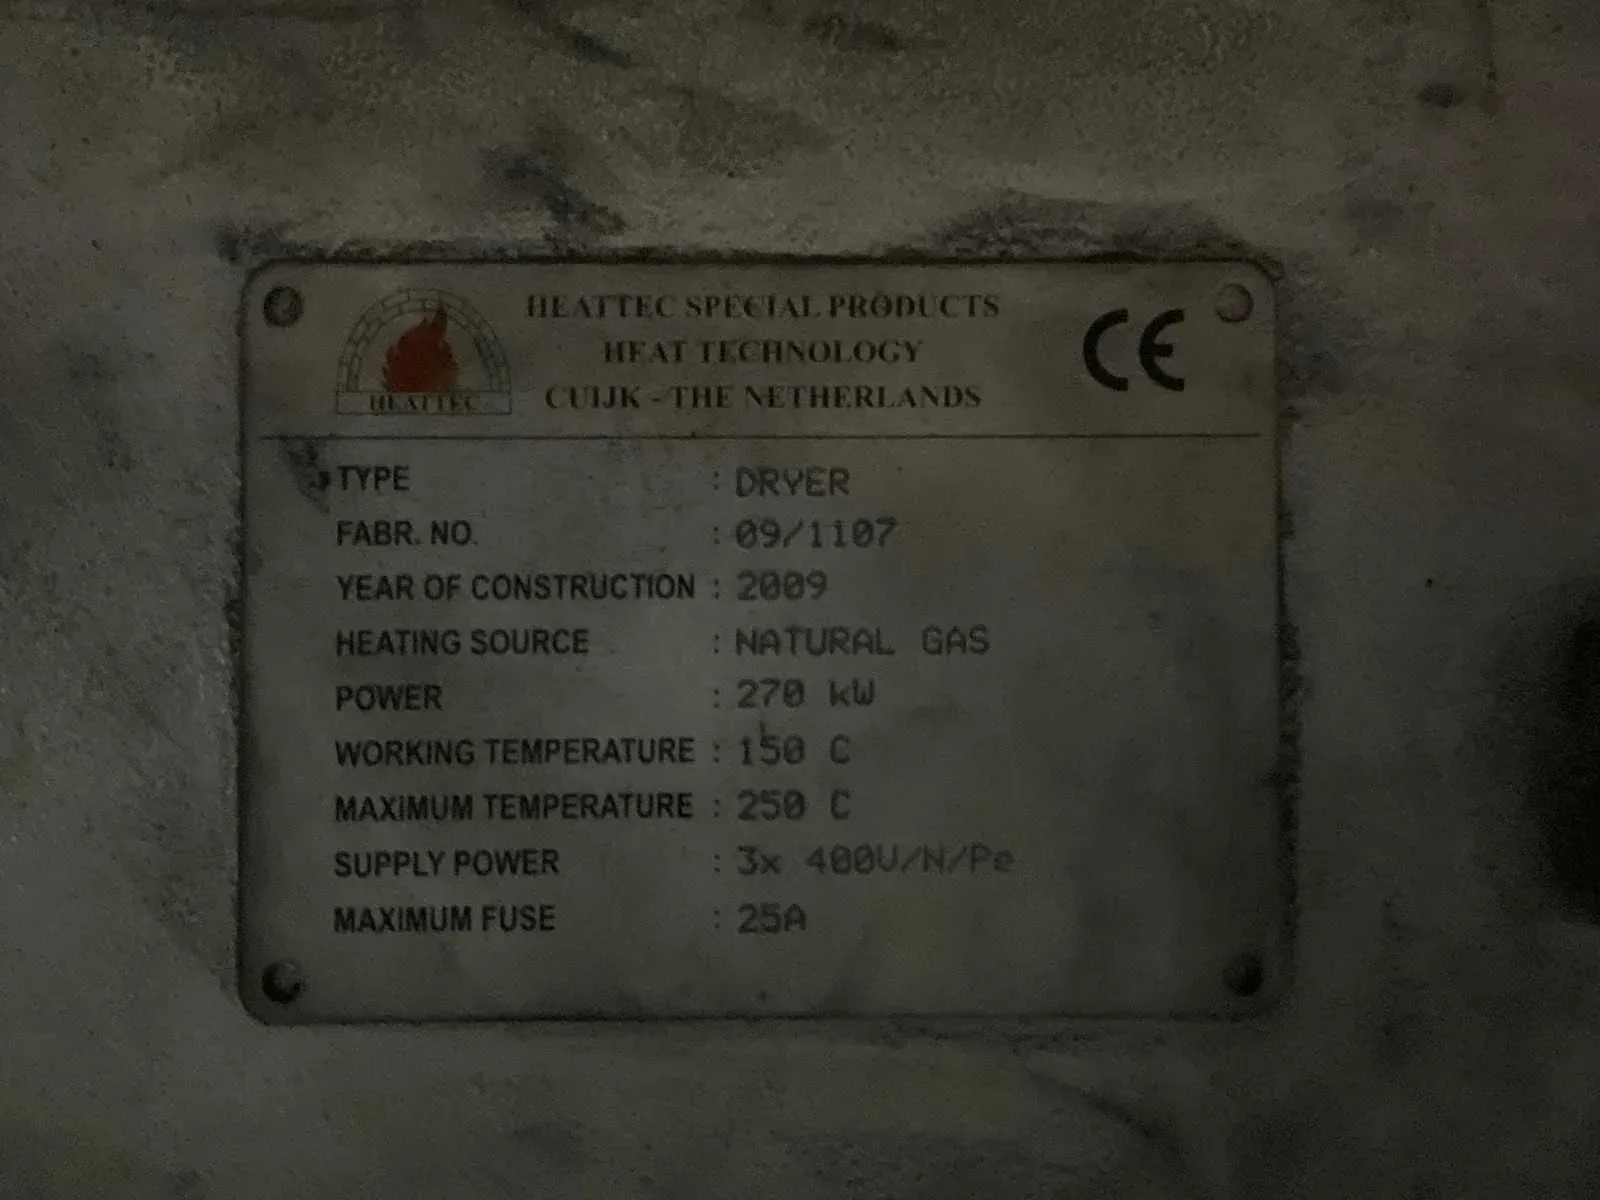 HEATTEC SPECIAL PRODUCTS
HEAT TECHNOLOGY
CUIJK - THE NETHERLANDS
CE
HEATTEC
TYPE : DRYER
FABR. NO. : 09/1107
YEAR OF CONSTRUCTION : 2009
HEATING SOURCE : NATURAL GAS
POWER : 270 kW
WORKING TEMPERATURE : 150 C
MAXIMUM TEMPERATURE : 250 C
SUPPLY POWER : 3x 400V/N/Pe
MAXIMUM FUSE : 25A